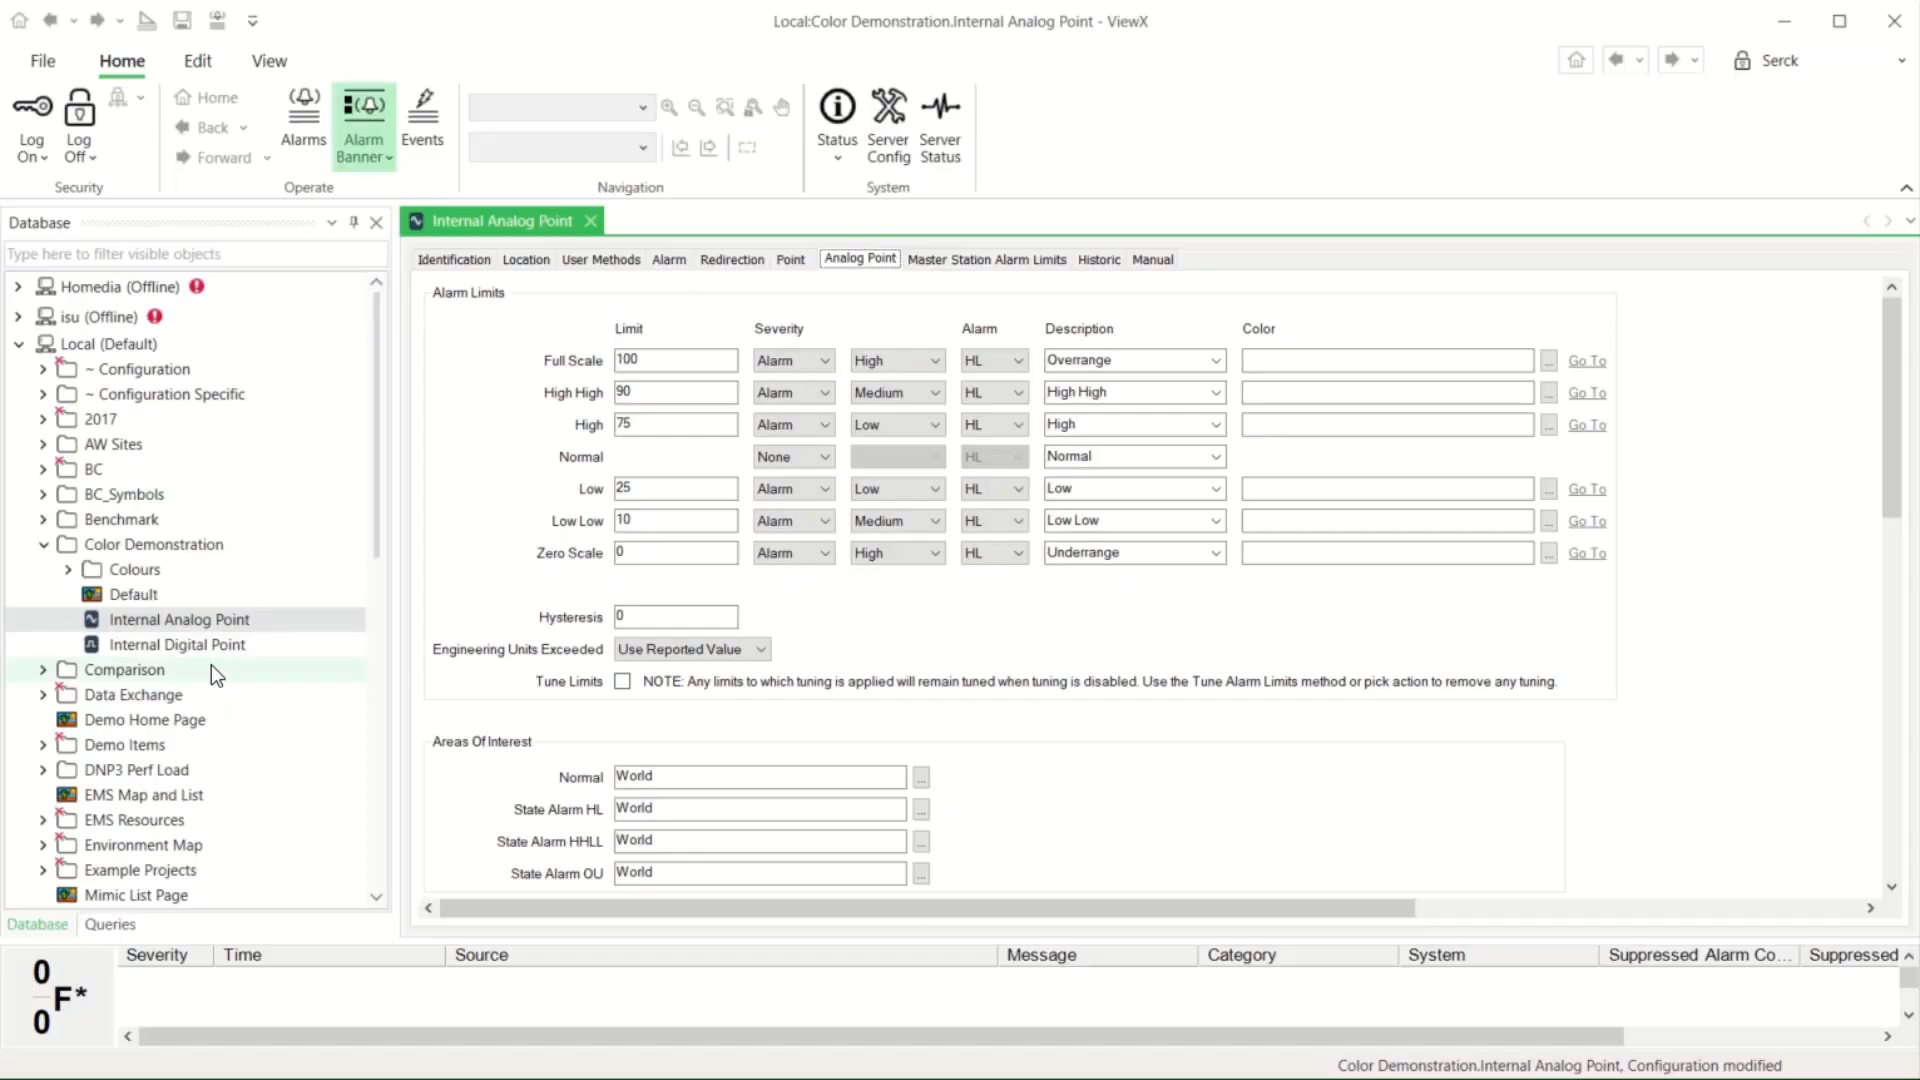 Local:Color Demonstration.Internal Analog Point - ViewX
File Home Edit View Serck
Log On Log Off Home Back Forward Alarms Alarm Banner Events Status Server Config Server Status
Security Operate Navigation System
Database
Type here to filter visible objects
Homedia (Offline)
isu (Offline)
Local (Default)
~ Configuration
~ Configuration Specific
2017
AW Sites
BC
BC_Symbols
Benchmark
Color Demonstration
Colours
Default
Internal Analog Point
Internal Digital Point
Comparison
Data Exchange
Demo Home Page
Demo Items
DNP3 Perf Load
EMS Map and List
EMS Resources
Environment Map
Example Projects
Mimic List Page
Database Queries
Internal Analog Point
Identification Location User Methods Alarm Redirection Point Analog Point Master Station Alarm Limits Historic Manual
Alarm Limits
Limit Severity Alarm Description Color
Full Scale 100 Alarm High HL Overrange ... Go To
High High 90 Alarm Medium HL High High ... Go To
High 75 Alarm Low HL High ... Go To
Normal None HL Normal
Low 25 Alarm Low HL Low ... Go To
Low Low 10 Alarm Medium HL Low Low ... Go To
Zero Scale 0 Alarm High HL Underrange ... Go To
Hysteresis 0
Engineering Units Exceeded Use Reported Value
Tune Limits NOTE: Any limits to which tuning is applied will remain tuned when tuning is disabled. Use the Tune Alarm Limits method or pick action to remove any tuning.
Areas Of Interest
Normal World ...
State Alarm HL World ...
State Alarm HHLL World ...
State Alarm OU World ...
Severity Time Source Message Category System Suppressed Alarm Co... Suppressed
0
F*
0
Color Demonstration.Internal Analog Point, Configuration modified